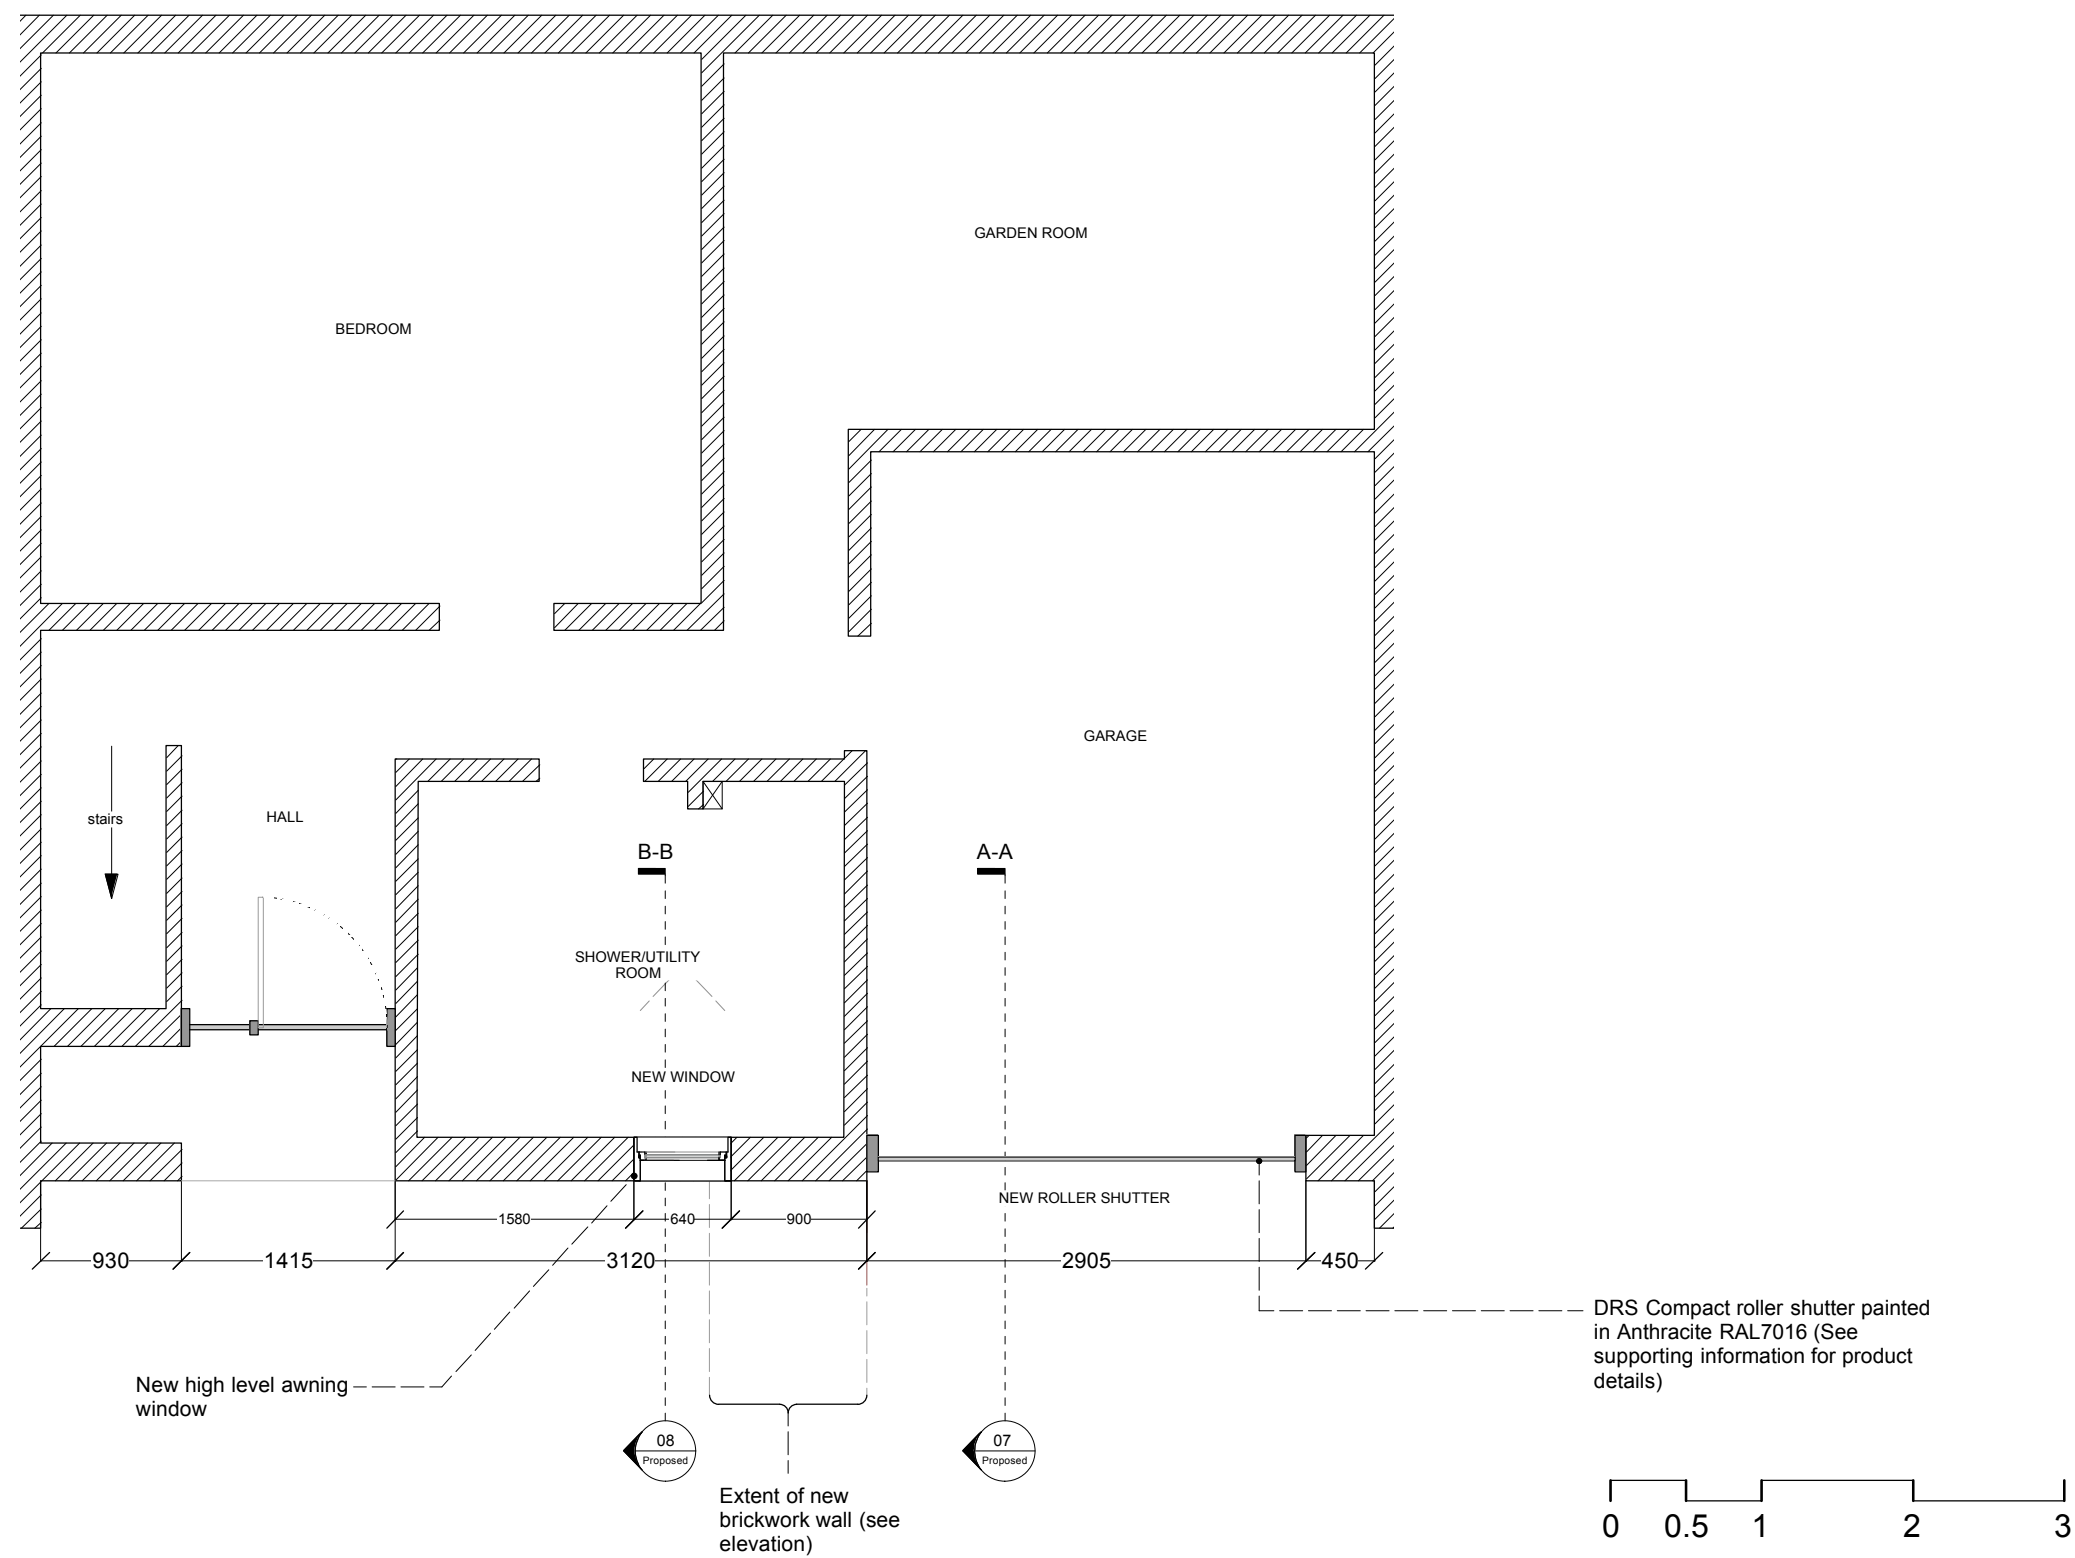 GARDEN ROOM
BEDROOM
GARAGE
stairs
HALL
B-B
A-A
SHOWER/UTILITY
ROOM
NEW WINDOW
NEW ROLLER SHUTTER
1580
640
900
930
1415
3120
2905
450
DRS Compact roller shutter painted
in Anthracite RAL7016 (See
supporting information for product
details)
New high level awning
window
08
Proposed
07
Proposed
Extent of new
brickwork wall (see
elevation)
0 0.5 1 2 3